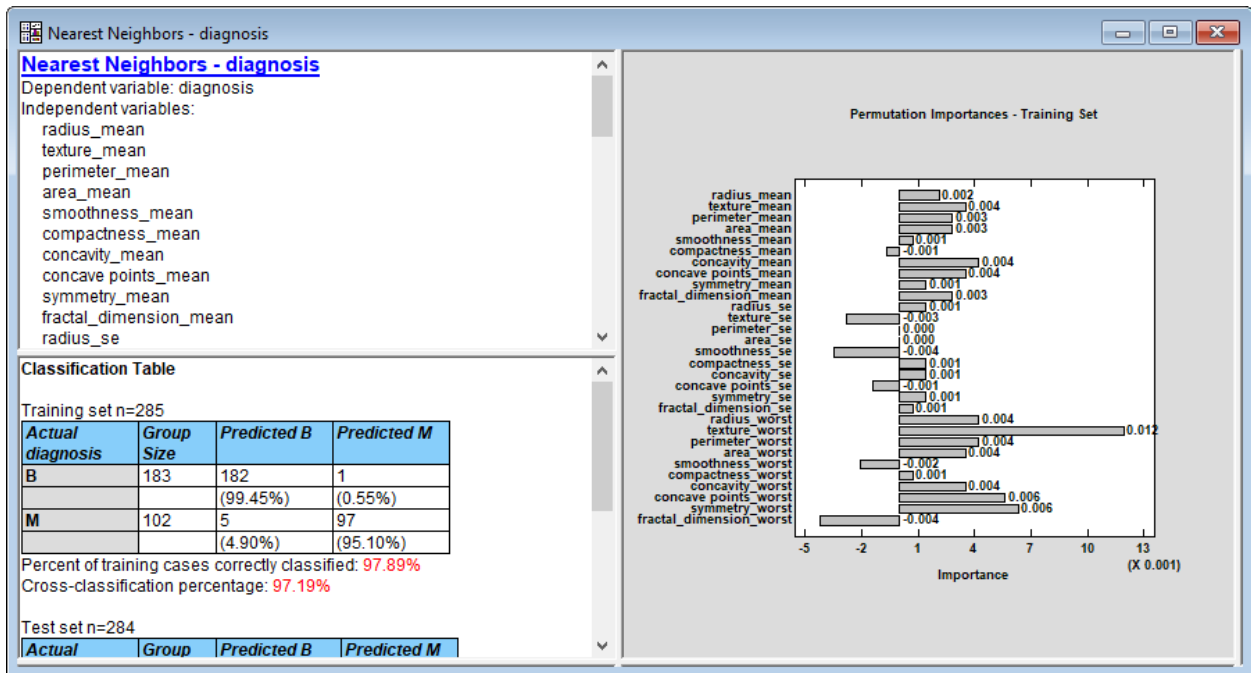 Nearest Neighbors - diagnosis
Nearest Neighbors - diagnosis
Dependent variable: diagnosis
Independent variables:
radius_mean
texture_mean
perimeter_mean
area_mean
smoothness_mean
compactness_mean
concavity_mean
concave points_mean
symmetry_mean
fractal_dimension_mean
radius_se
Classification Table
Training set n=285
Actual diagnosis Group Size Predicted B Predicted M
B 183 182 1
(99.45%) (0.55%)
M 102 5 97
(4.90%) (95.10%)
Percent of training cases correctly classified: 97.89%
Cross-classification percentage: 97.19%
Test set n=284
Actual Group Predicted B Predicted M
Permutation Importances - Training Set
radius_mean 0.002
texture_mean 0.004
perimeter_mean 0.003
area_mean 0.003
smoothness_mean 0.001
compactness_mean -0.001
concavity_mean 0.004
concave points_mean 0.004
symmetry_mean 0.001
fractal_dimension_mean 0.003
radius_se 0.001
texture_se -0.003
perimeter_se 0.000
area_se 0.000
smoothness_se -0.004
compactness_se 0.001
concavity_se 0.001
concave points_se -0.001
symmetry_se 0.001
fractal_dimension_se 0.001
radius_worst 0.004
texture_worst 0.012
perimeter_worst 0.004
area_worst 0.004
smoothness_worst -0.002
compactness_worst 0.001
concavity_worst 0.004
concave points_worst 0.006
symmetry_worst 0.006
fractal_dimension_worst -0.004
-5 -2 1 4 7 10 13
(X 0.001)
Importance